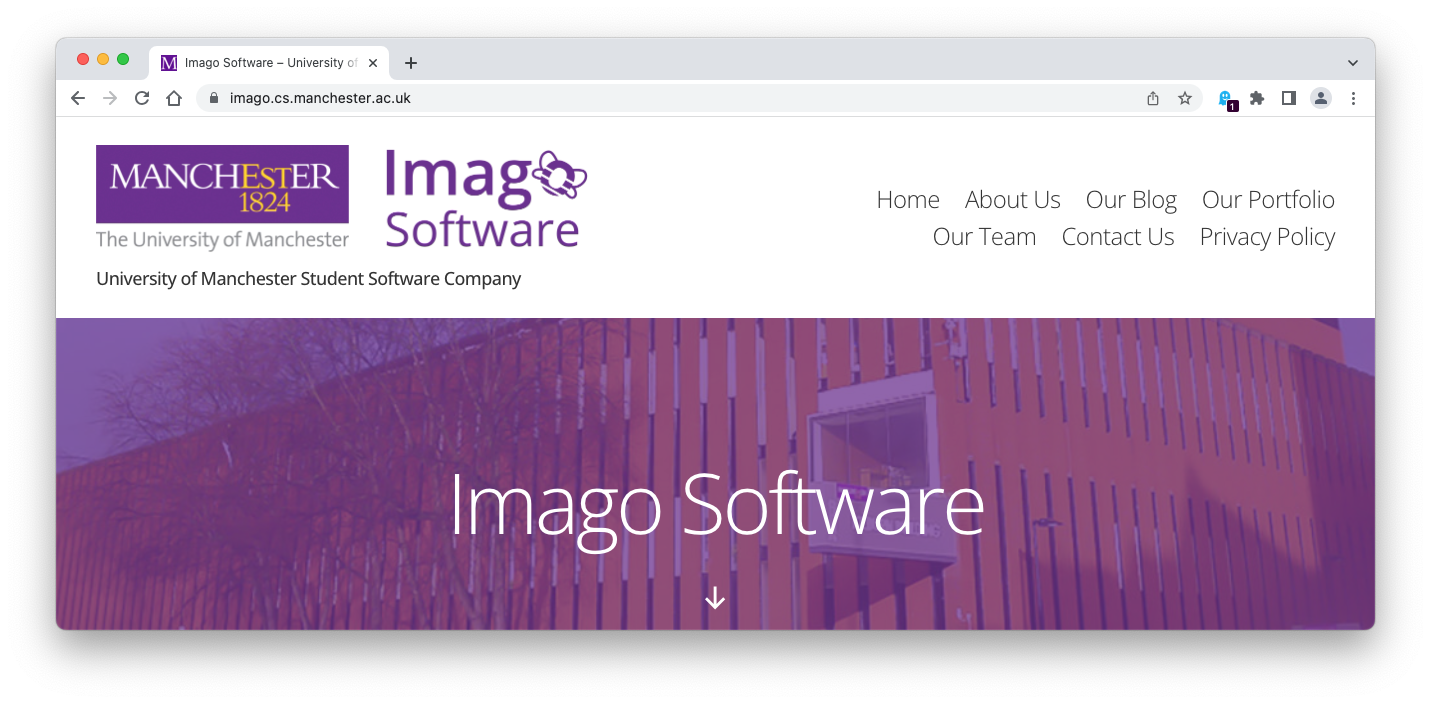 Imago Software – University of
imago.cs.manchester.ac.uk
1
MANCHESTER
1824
The University of Manchester
Imago
Software
University of Manchester Student Software Company
Home About Us Our Blog Our Portfolio
Our Team Contact Us Privacy Policy
Imago Software